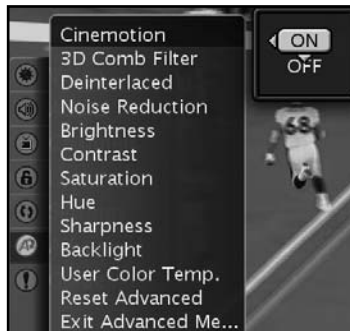 Cinemotion
3D Comb Filter
Deinterlaced
Noise Reduction
Brightness
Contrast
Saturation
Hue
Sharpness
Backlight
User Color Temp.
Reset Advanced
Exit Advanced Me...
ON
OFF
68